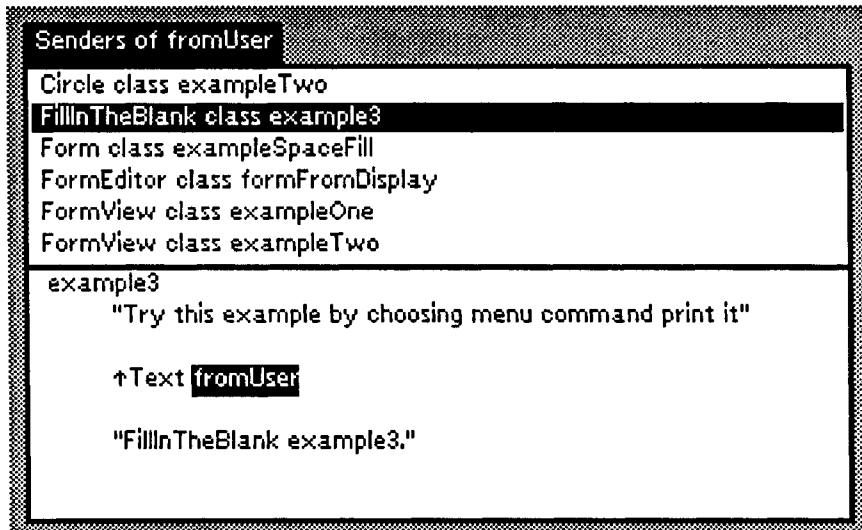 Senders of fromUser
Circle class exampleTwo
FillInTheBlank class example3
Form class exampleSpaceFill
FormEditor class formFromDisplay
FormView class exampleOne
FormView class exampleTwo
example3
"Try this example by choosing menu command print it"
↑Text fromUser
"FillInTheBlank example3."